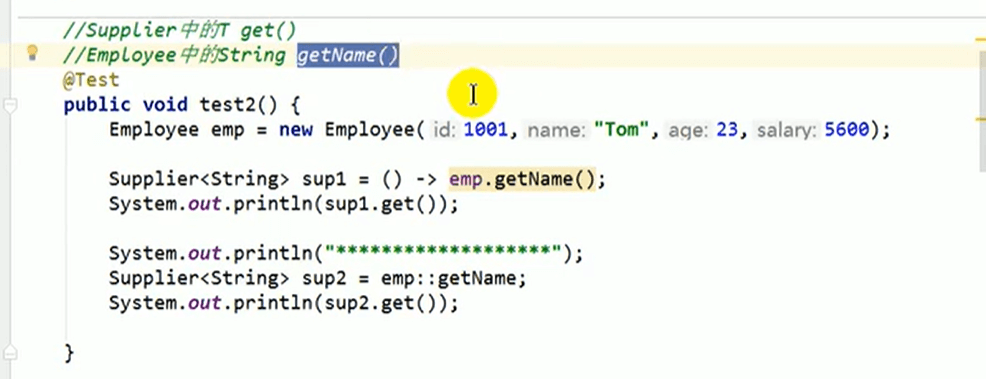 //Supplier中的T get()
//Employee中的String getName()
@Test
public void test2() {
Employee emp = new Employee( id: 1001, name: "Tom", age: 23, salary: 5600);
Supplier<String> sup1 = () -> emp.getName();
System.out.println(sup1.get());
System.out.println("*******************");
Supplier<String> sup2 = emp::getName;
System.out.println(sup2.get());
}